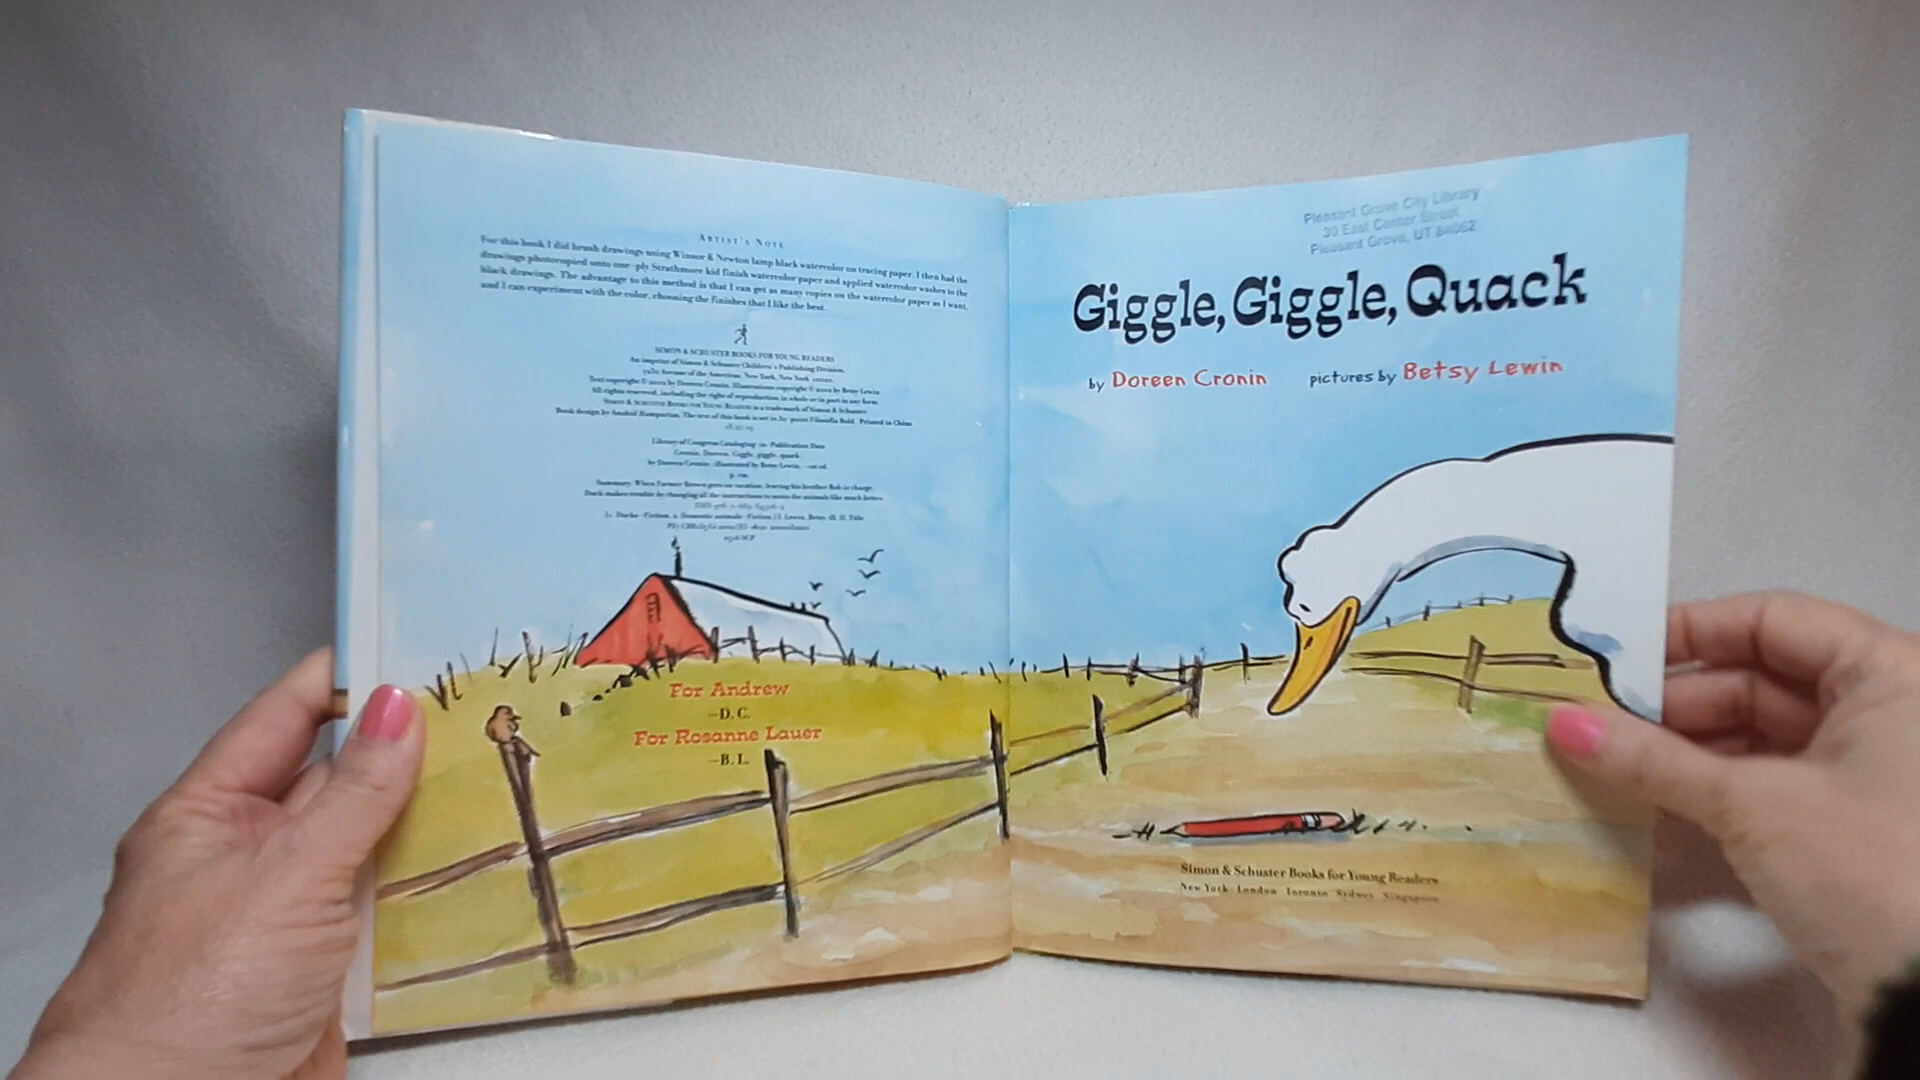 ARTIST'S NOTE
For this book I did brush drawings using Winsor & Newton lamp black watercolor on tracing paper. I then had the
drawings photocopied onto one-ply Strathmore kid finish watercolor paper and applied watercolor washes to the
black drawings. The advantage to this method is that I can get as many copies on the watercolor paper as I want,
and I can experiment with the color, choosing the finishes that I like the best.
SIMON & SCHUSTER BOOKS FOR YOUNG READERS
An imprint of Simon & Schuster Children's Publishing Division
Avenue of the Americas, New York, New York
Text copyright © 2002 by Doreen Cronin. Illustrations copyright © 2002 by Betsy Lewin.
All rights reserved, including the right of reproduction in whole or in part in any form.
SIMON & SCHUSTER BOOKS FOR YOUNG READERS is a trademark of Simon & Schuster
Book design by Anahid Hamparian. The text of this book is set in point Filosofia Bold. Printed in China
Library of Congress Cataloging-in-Publication Data
Cronin, Doreen. Giggle, giggle, quack
by Doreen Cronin; illustrated by Betsy Lewin. ed.
p. cm.
Summary: When Farmer Brown goes on vacation, leaving his brother Bob in charge,
Duck makes trouble by changing all the instructions to notes the animals like much better.
Ducks—Fiction. 2. Domestic animals—Fiction. I. Lewin, Betsy, ill. II. Title.
For Andrew
—D. C.
For Rosanne Lauer
—B. L.
Pleasant Grove City Library
30 East Center Street
Pleasant Grove, UT 84062
Giggle, Giggle, Quack
by Doreen Cronin pictures by Betsy Lewin
Simon & Schuster Books for Young Readers
New York London Toronto Sydney Singapore